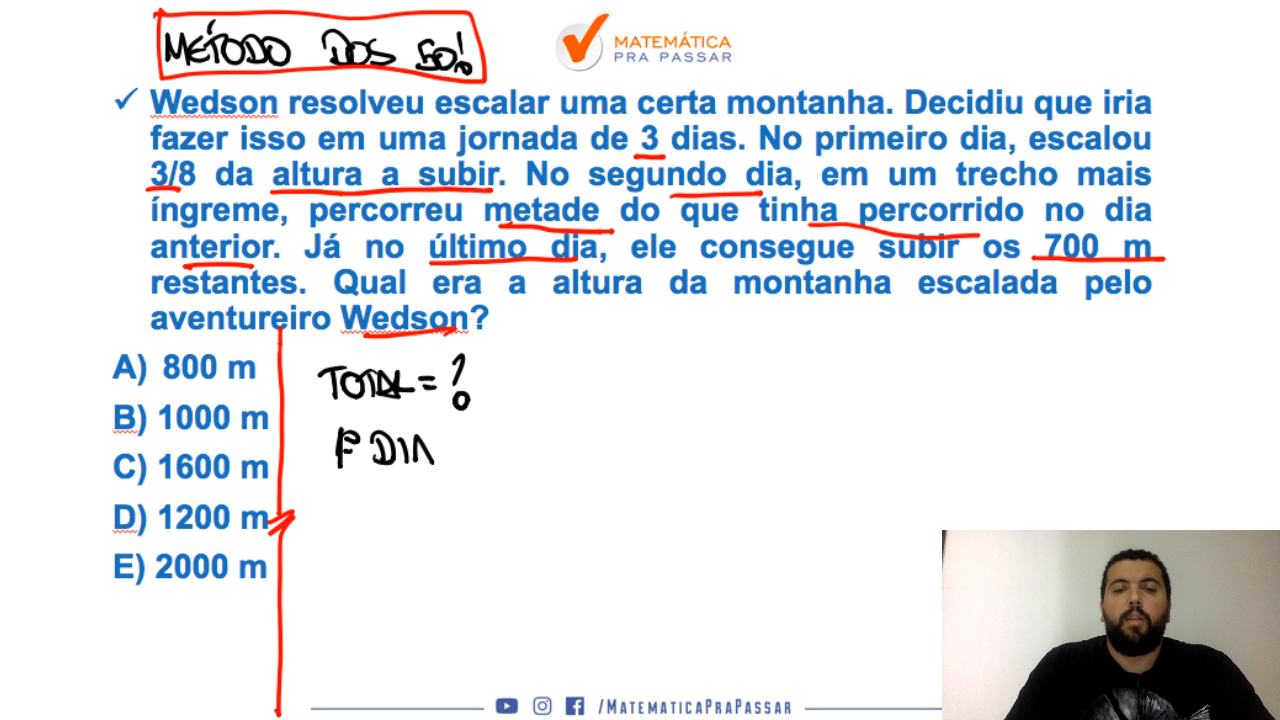 MÉTODO DOS 50!
MATEMÁTICA
PRA PASSAR
✓ Wedson resolveu escalar uma certa montanha. Decidiu que iria
fazer isso em uma jornada de 3 dias. No primeiro dia, escalou
3/8 da altura a subir. No segundo dia, em um trecho mais
íngreme, percorreu metade do que tinha percorrido no dia
anterior. Já no último dia, ele consegue subir os 700 m
restantes. Qual era a altura da montanha escalada pelo
aventureiro Wedson?
A) 800 m
B) 1000 m
C) 1600 m
D) 1200 m
E) 2000 m
TOTAL = ?
1º DIA
/MATEMATICAPRAPASSAR